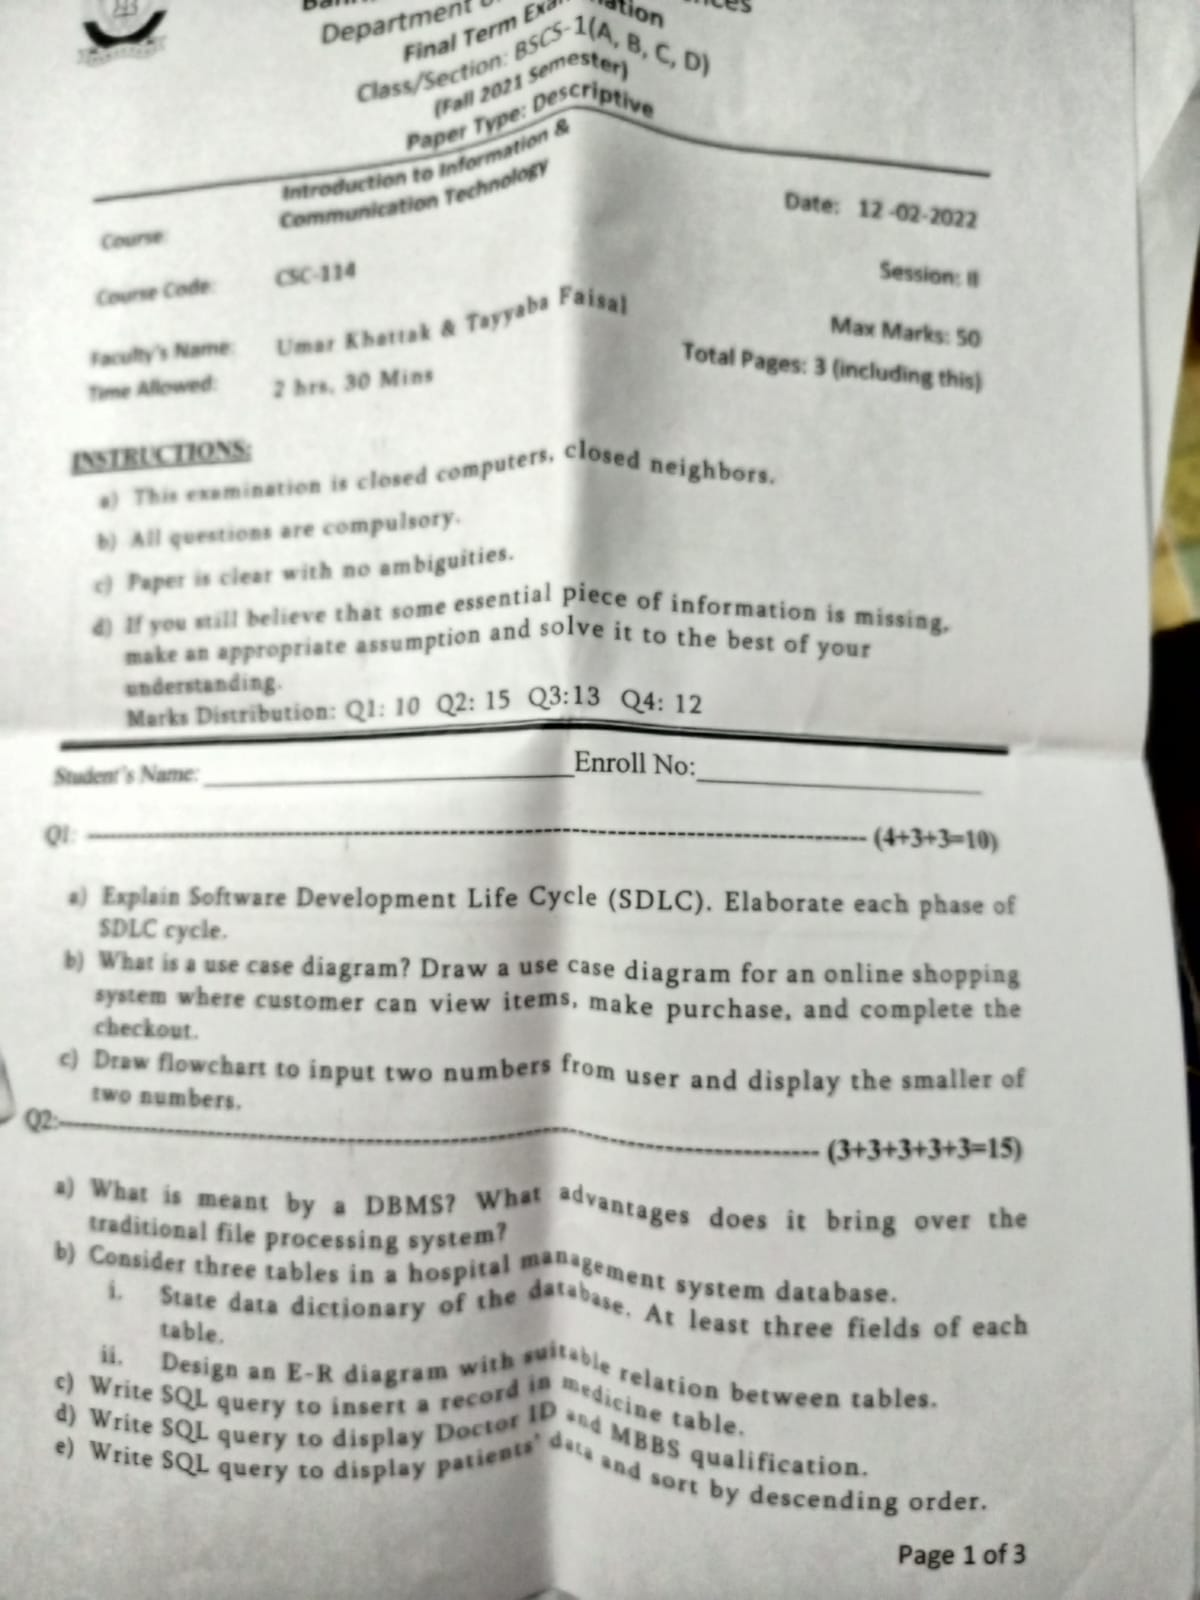 Department
Final Term
Class/Section: BSCS-1(A, B, C, D)
(Fall 2021 Semester)
Paper Type: Descriptive
Introduction to Information &
Communication Technology
Course:
Date: 12 -02-2022
Course Code: CSC-114
Session: II
Faculty's Name: Umar Khattak & Tayyaba Faisal
Max Marks: 50
Time Allowed: 2 hrs, 30 Mins
Total Pages: 3 (including this)
INSTRUCTIONS:
a) This examination is closed computers, closed neighbors.
b) All questions are compulsory.
c) Paper is clear with no ambiguities.
d) If you still believe that some essential piece of information is missing,
make an appropriate assumption and solve it to the best of your
understanding.
Marks Distribution: Q1: 10 Q2: 15 Q3:13 Q4: 12
Student's Name: Enroll No:
Q1: (4+3+3=10)
a) Explain Software Development Life Cycle (SDLC). Elaborate each phase of
SDLC cycle.
b) What is a use case diagram? Draw a use case diagram for an online shopping
system where customer can view items, make purchase, and complete the
checkout.
c) Draw flowchart to input two numbers from user and display the smaller of
two numbers.
Q2: (3+3+3+3+3=15)
a) What is meant by a DBMS? What advantages does it bring over the
traditional file processing system?
b) Consider three tables in a hospital management system database.
i. State data dictionary of the database. At least three fields of each
table.
ii. Design an E-R diagram with suitable relation between tables.
c) Write SQL query to insert a record in medicine table.
d) Write SQL query to display Doctor ID and MBBS qualification.
e) Write SQL query to display patients' data and sort by descending order.
Page 1 of 3